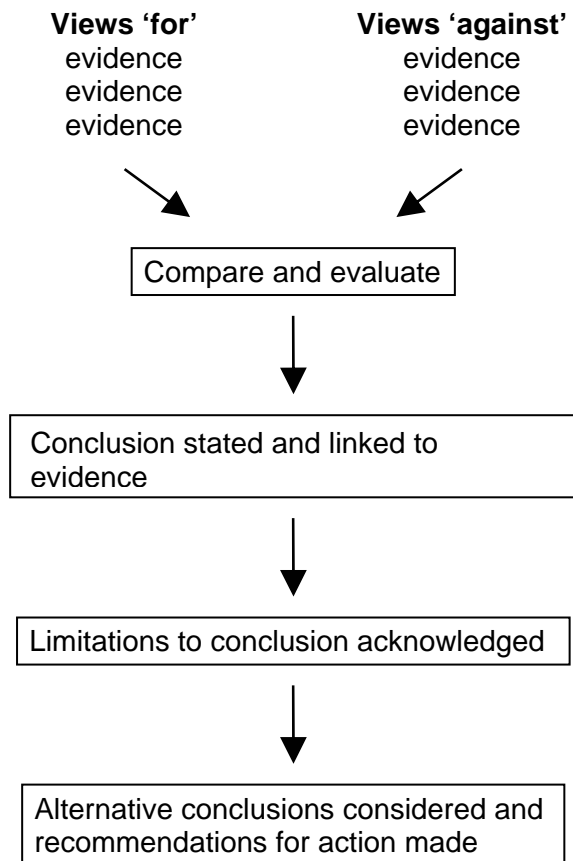 Views ‘for’
evidence
evidence
evidence
Views ‘against’
evidence
evidence
evidence
Compare and evaluate
Conclusion stated and linked to
evidence
Limitations to conclusion acknowledged
Alternative conclusions considered and
recommendations for action made